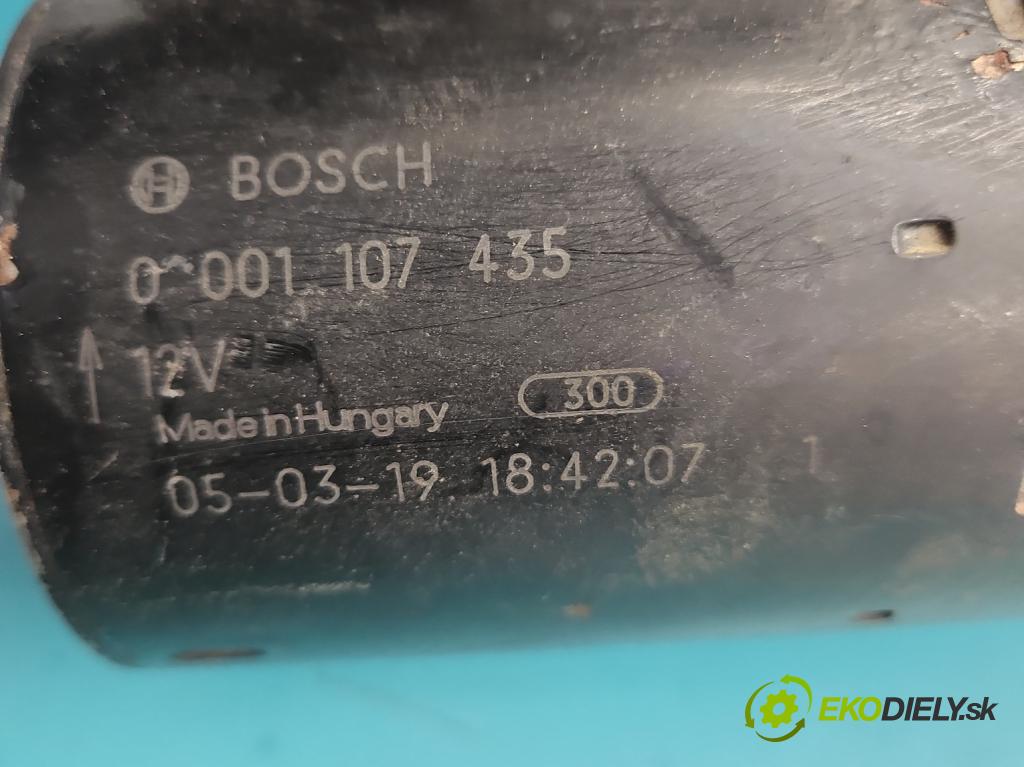 BOSCH
0 001 107 435
12V
Made in Hungary 300
05-03-19 18:42:07 1
EKODIELY.sk